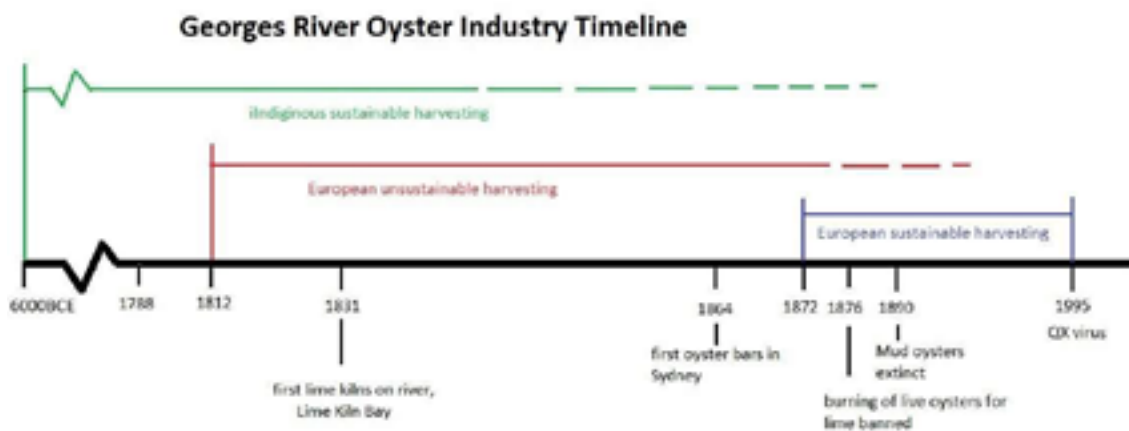 Georges River Oyster Industry Timeline
iIndiginous sustainable harvesting
European unsustainable harvesting
European sustainable harvesting
6000BCE 1788 1812 1831 1864 1872 1876 1890 1995
QX virus
first oyster bars in
Sydney
Mud oysters
extinct
first lime kilns on river,
Lime Kiln Bay
burning of live oysters for
lime banned